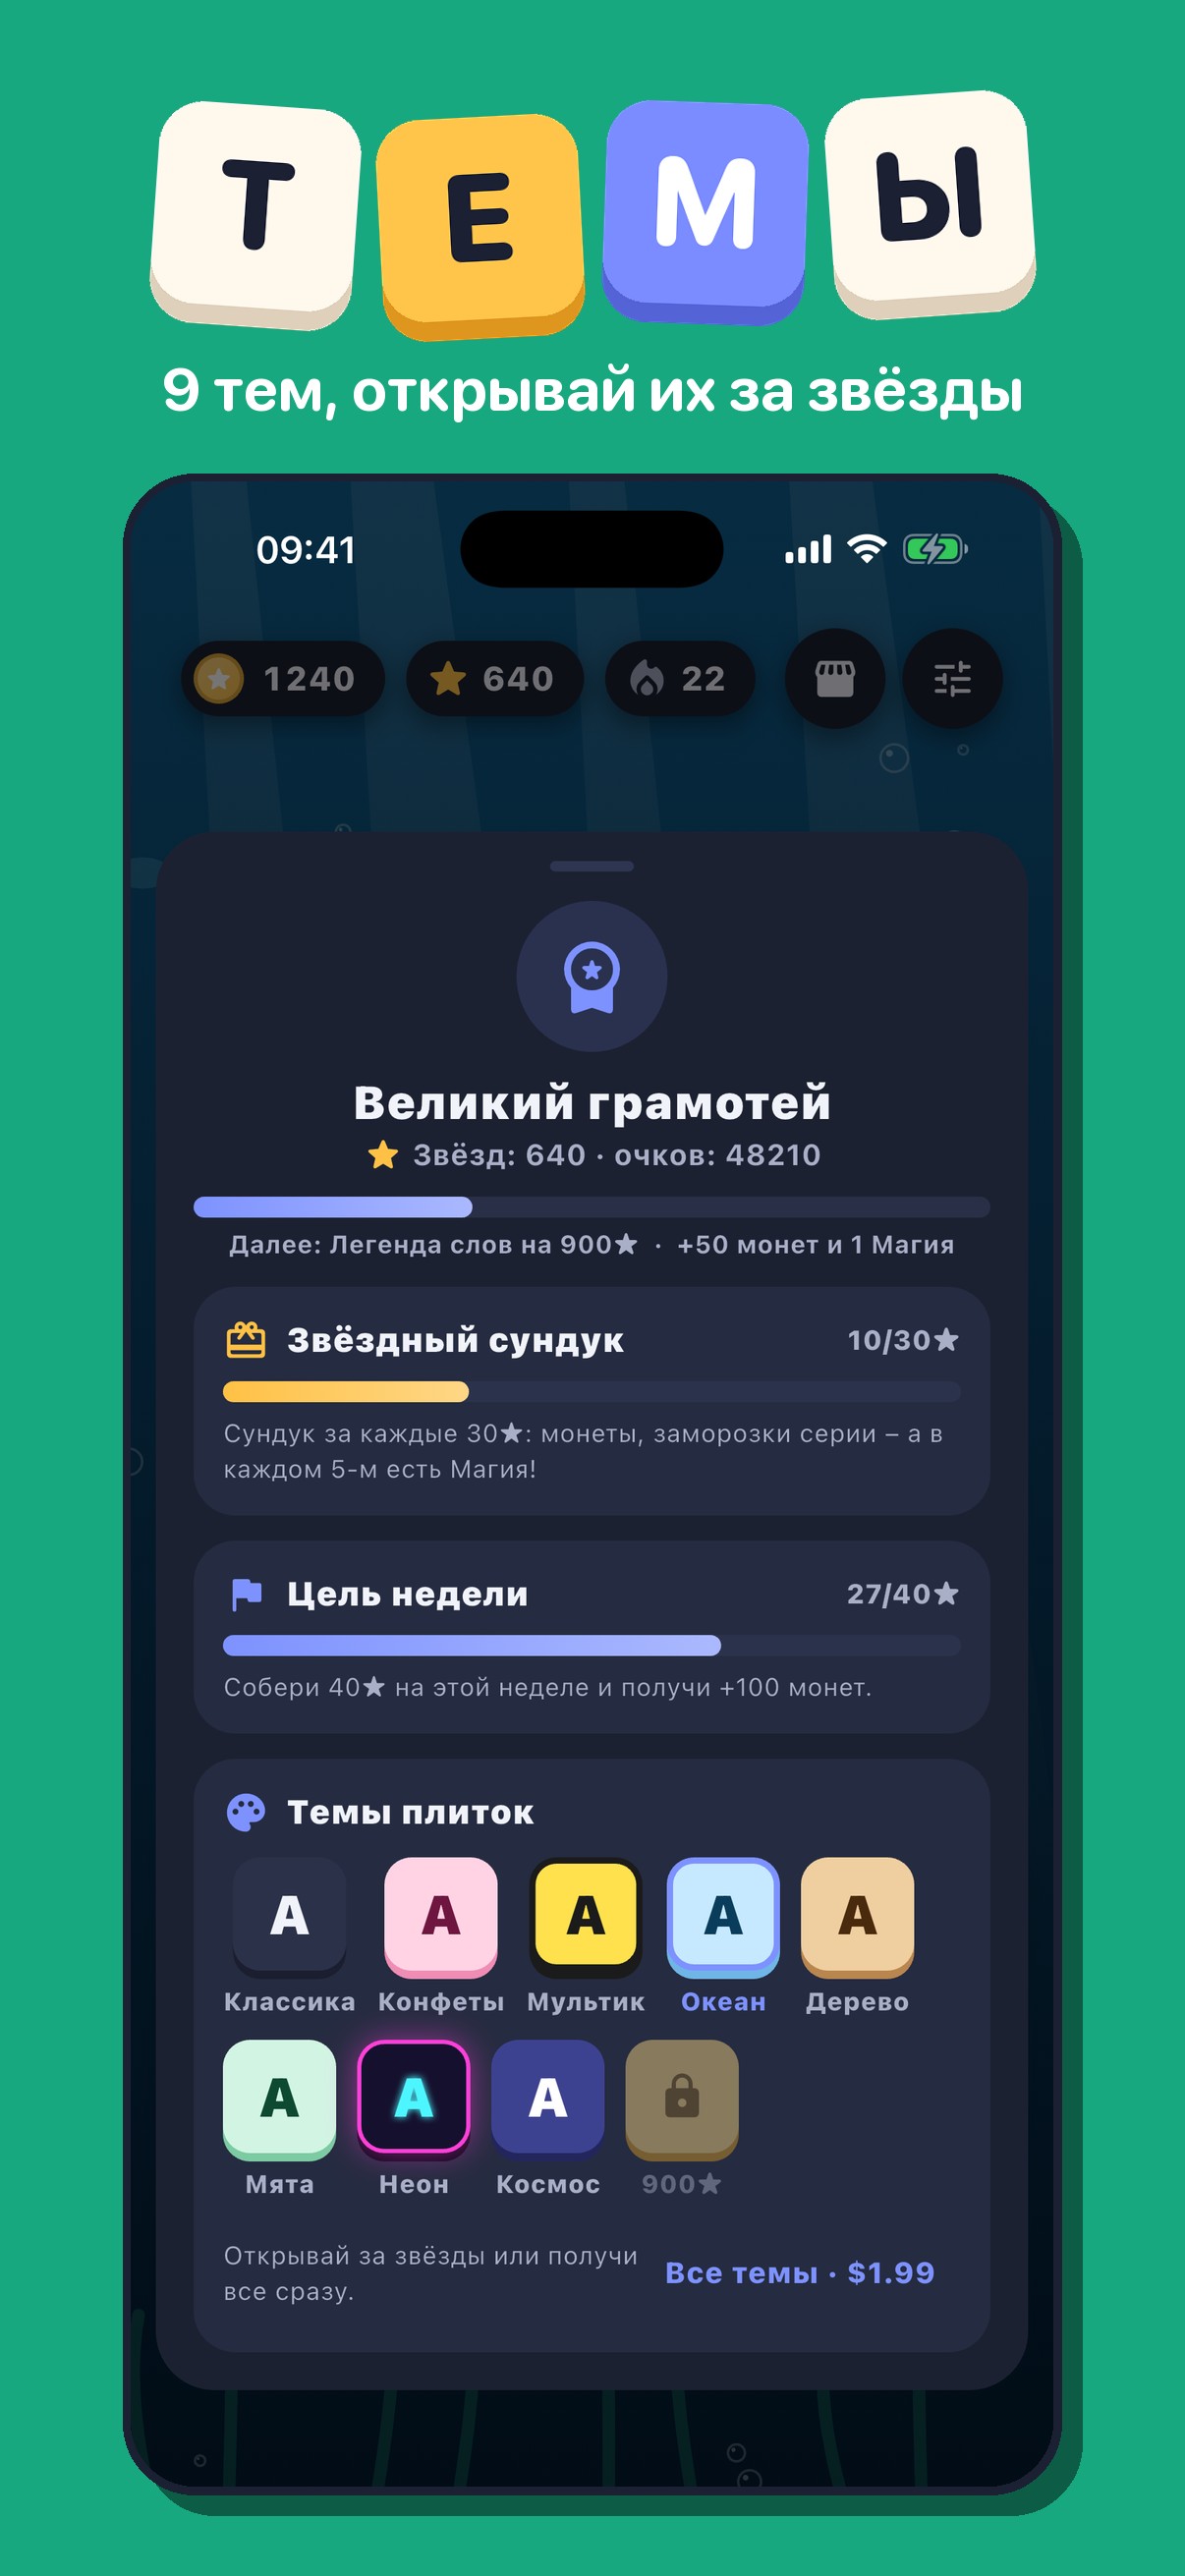 ТЕМЫ
9 тем, открывай их за звёзды
09:41
1240 640 22
Великий грамотей
Звёзд: 640 · очков: 48210
Далее: Легенда слов на 900★ · +50 монет и 1 Магия
Звёздный сундук 10/30★
Сундук за каждые 30★: монеты, заморозки серии – а в
каждом 5-м есть Магия!
Цель недели 27/40★
Собери 40★ на этой неделе и получи +100 монет.
Темы плиток
А А А А А
Классика Конфеты Мультик Океан Дерево
А А А
Мята Неон Космос 900★
Открывай за звёзды или получи
все сразу.
Все темы · $1.99